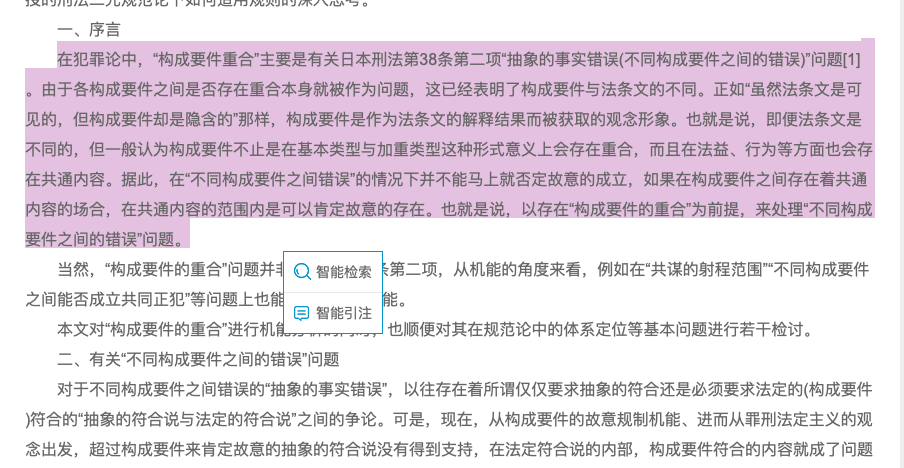 授的刑法二元规范论下如何适用规则的深入思考。
一、序言
在犯罪论中，“构成要件重合”主要是有关日本刑法第38条第二项“抽象的事实错误(不同构成要件之间的错误)”问题[1]
。由于各构成要件之间是否存在重合本身就被作为问题，这已经表明了构成要件与法条文的不同。正如“虽然法条文是可
见的，但构成要件却是隐含的”那样，构成要件是作为法条文的解释结果而被获取的观念形象。也就是说，即便法条文是
不同的，但一般认为构成要件不止是在基本类型与加重类型这种形式意义上会存在重合，而且在法益、行为等方面也会存
在共通内容。据此，在“不同构成要件之间错误”的情况下并不能马上就否定故意的成立，如果在构成要件之间存在着共通
内容的场合，在共通内容的范围内是可以肯定故意的存在。也就是说，以存在“构成要件的重合”为前提，来处理“不同构成
要件之间的错误”问题。
当然，“构成要件的重合”问题并非 条第二项，从机能的角度来看，例如在“共谋的射程范围”“不同构成要件
之间能否成立共同正犯”等问题上也能 能。
本文对“构成要件的重合”进行机能 也顺便对其在规范论中的体系定位等基本问题进行若干检讨。
智能检索
智能引注
二、有关“不同构成要件之间的错误”问题
对于不同构成要件之间错误的“抽象的事实错误”，以往存在着所谓仅仅要求抽象的符合还是必须要求法定的(构成要件
)符合的“抽象的符合说与法定的符合说”之间的争论。可是，现在，从构成要件的故意规制机能、进而从罪刑法定主义的观
念出发，超过构成要件来肯定故意的抽象的符合说没有得到支持，在法定符合说的内部，构成要件符合的内容就成了问题